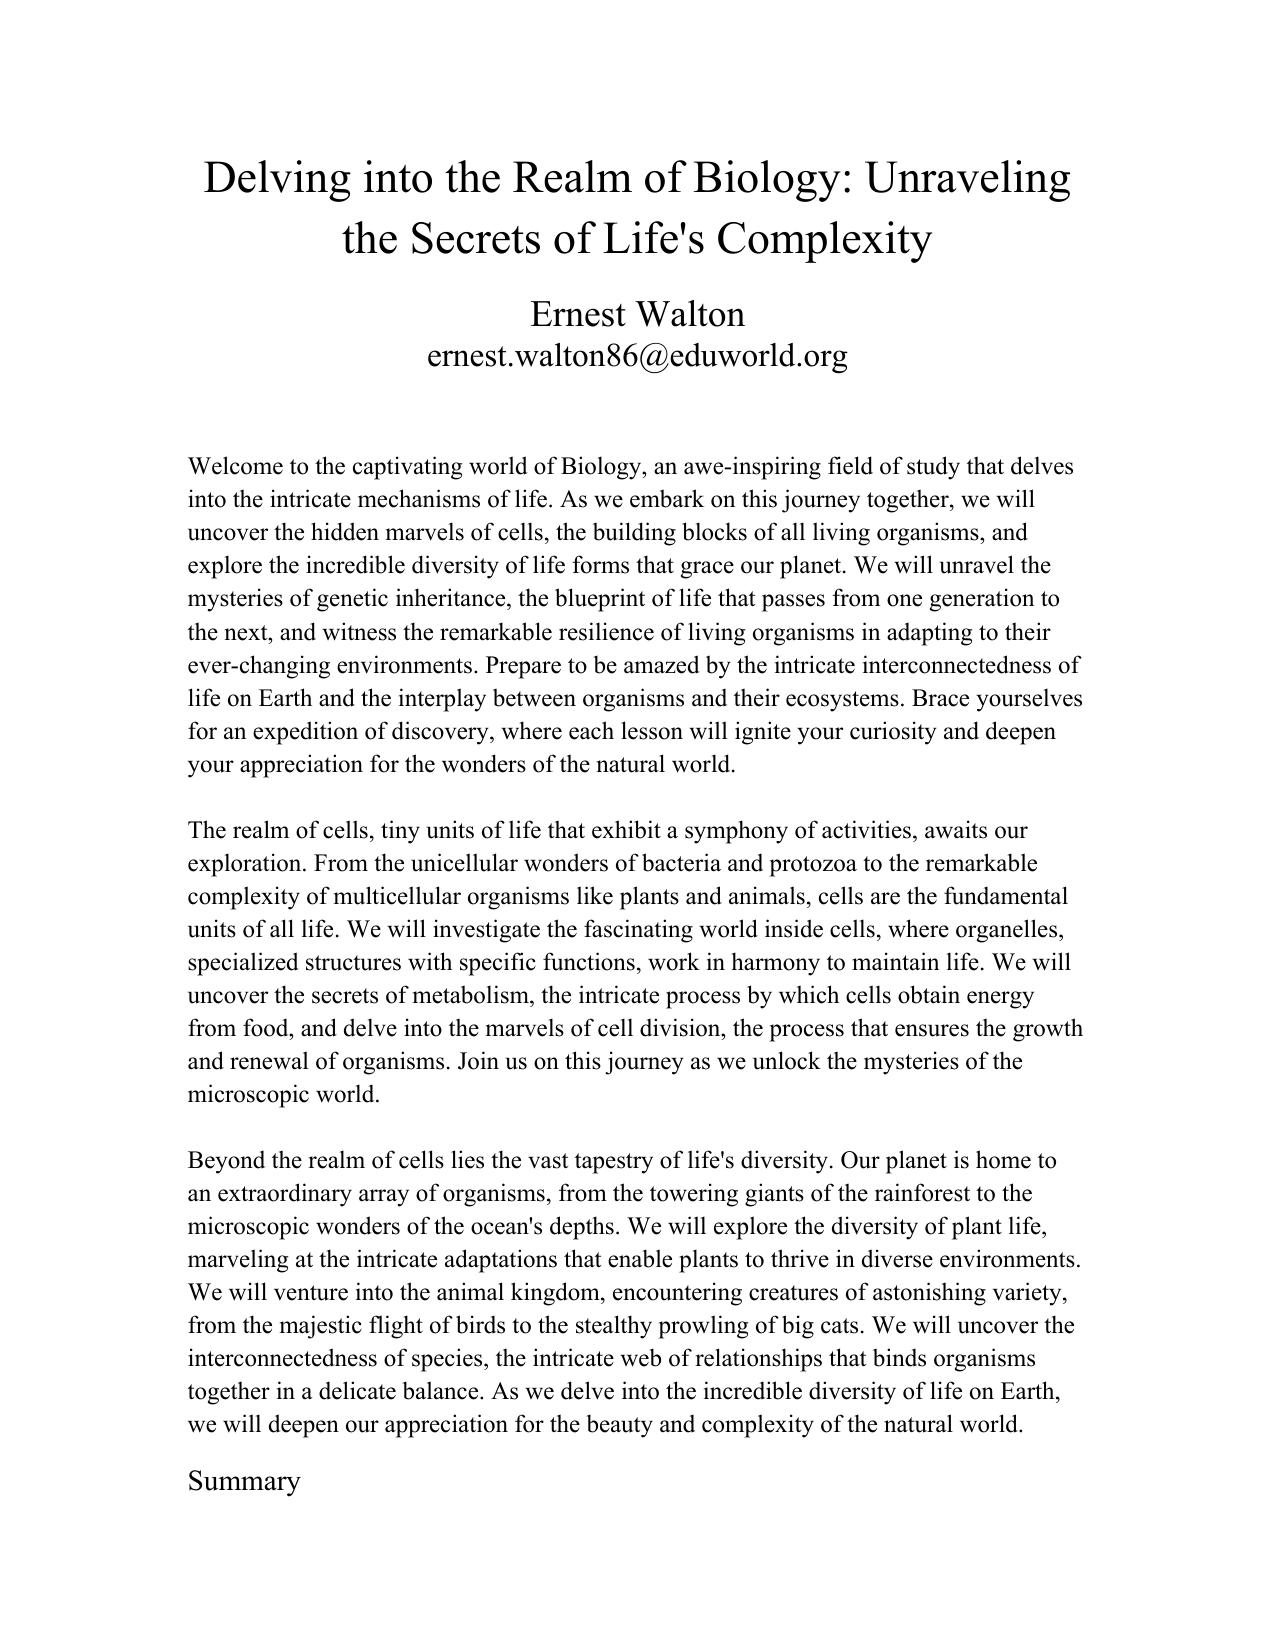 Delving into the Realm of Biology: Unraveling
the Secrets of Life's Complexity
Ernest Walton
ernest.walton86@eduworld.org
Welcome to the captivating world of Biology, an awe-inspiring field of study that delves
into the intricate mechanisms of life. As we embark on this journey together, we will
uncover the hidden marvels of cells, the building blocks of all living organisms, and
explore the incredible diversity of life forms that grace our planet. We will unravel the
mysteries of genetic inheritance, the blueprint of life that passes from one generation to
the next, and witness the remarkable resilience of living organisms in adapting to their
ever-changing environments. Prepare to be amazed by the intricate interconnectedness of
life on Earth and the interplay between organisms and their ecosystems. Brace yourselves
for an expedition of discovery, where each lesson will ignite your curiosity and deepen
your appreciation for the wonders of the natural world.
The realm of cells, tiny units of life that exhibit a symphony of activities, awaits our
exploration. From the unicellular wonders of bacteria and protozoa to the remarkable
complexity of multicellular organisms like plants and animals, cells are the fundamental
units of all life. We will investigate the fascinating world inside cells, where organelles,
specialized structures with specific functions, work in harmony to maintain life. We will
uncover the secrets of metabolism, the intricate process by which cells obtain energy
from food, and delve into the marvels of cell division, the process that ensures the growth
and renewal of organisms. Join us on this journey as we unlock the mysteries of the
microscopic world.
Beyond the realm of cells lies the vast tapestry of life's diversity. Our planet is home to
an extraordinary array of organisms, from the towering giants of the rainforest to the
microscopic wonders of the ocean's depths. We will explore the diversity of plant life,
marveling at the intricate adaptations that enable plants to thrive in diverse environments.
We will venture into the animal kingdom, encountering creatures of astonishing variety,
from the majestic flight of birds to the stealthy prowling of big cats. We will uncover the
interconnectedness of species, the intricate web of relationships that binds organisms
together in a delicate balance. As we delve into the incredible diversity of life on Earth,
we will deepen our appreciation for the beauty and complexity of the natural world.
Summary